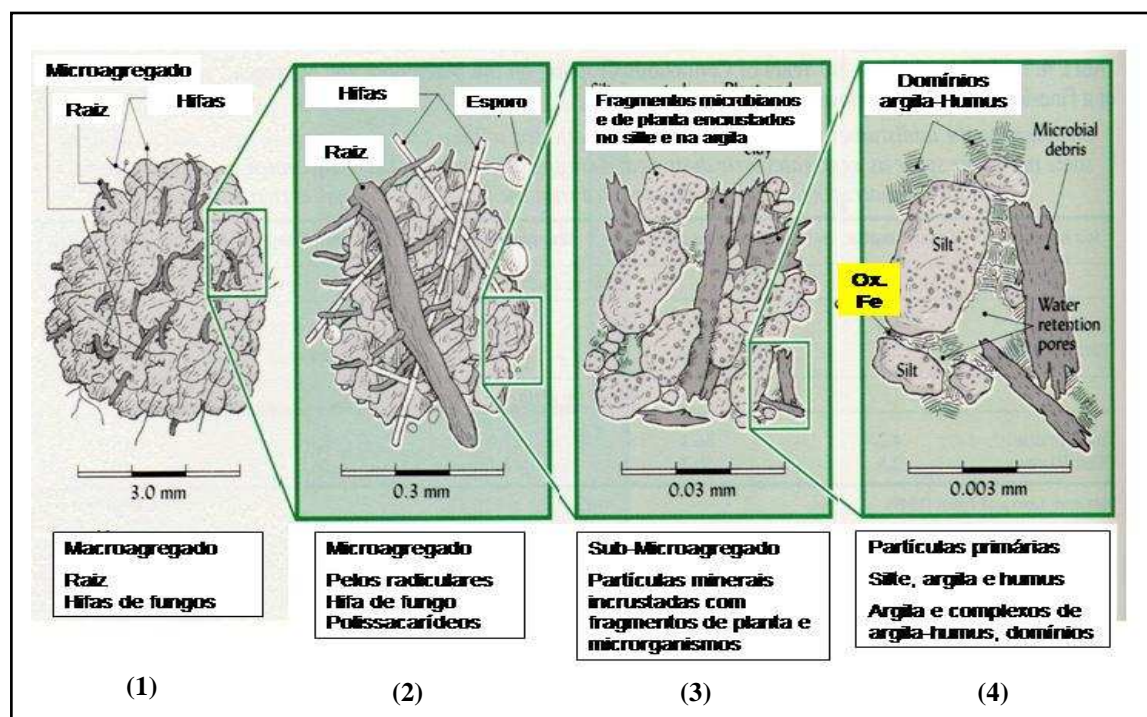 Microagregado
Raiz
Hifas
3.0 mm
Macroagregado
Raiz
Hifas de fungos
(1)
Hifas
Esporo
Raiz
0.3 mm
Microagregado
Pelos radiculares
Hifa de fungo
Polissacarídeos
(2)
Fragmentos microbianos
e de planta encrustados
no silte e na argila
0.03 mm
Sub-Microagregado
Partículas minerais
incrustadas com
fragmentos de planta e
microrganismos
(3)
Domínios
argila-Humus
Microbial
debris
Silt
Ox.
Fe
Water
retention
pores
Silt
0.003 mm
Partículas primárias
Silte, argila e humus
Argila e complexos de
argila-humus, domínios
(4)